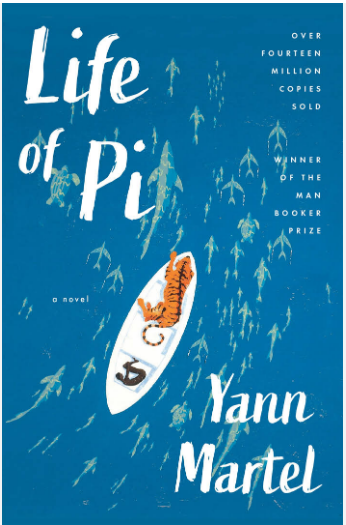 Life
of Pi
OVER
FOURTEEN
MILLION
COPIES
SOLD
WINNER
OF THE
MAN
BOOKER
PRIZE
a novel
Yann
Martel